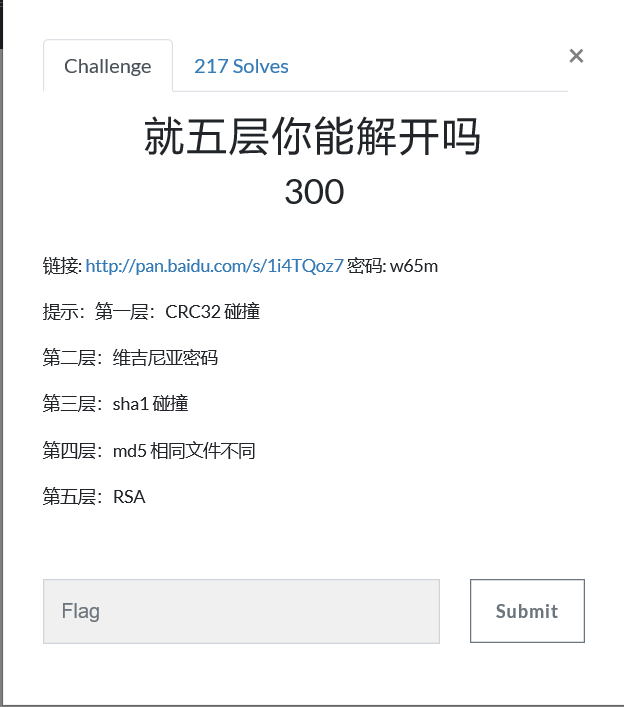 Challenge
217 Solves
×
就五层你能解开吗
300
链接: http://pan.baidu.com/s/1i4TQoz7 密码: w65m
提示：第一层：CRC32 碰撞
第二层：维吉尼亚密码
第三层：sha1 碰撞
第四层：md5 相同文件不同
第五层：RSA
Flag
Submit